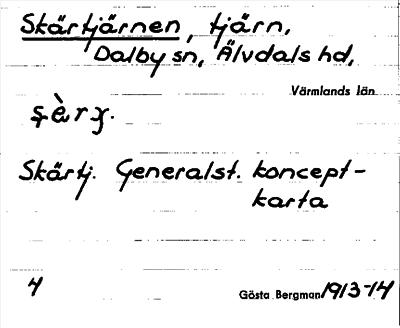 Skärtjärnen, tjärn,
Dalby sn, Älvdals hd,
Värmlands län
Skärtj. Generalst. koncept-
karta
4
Gösta Bergman 1913-14